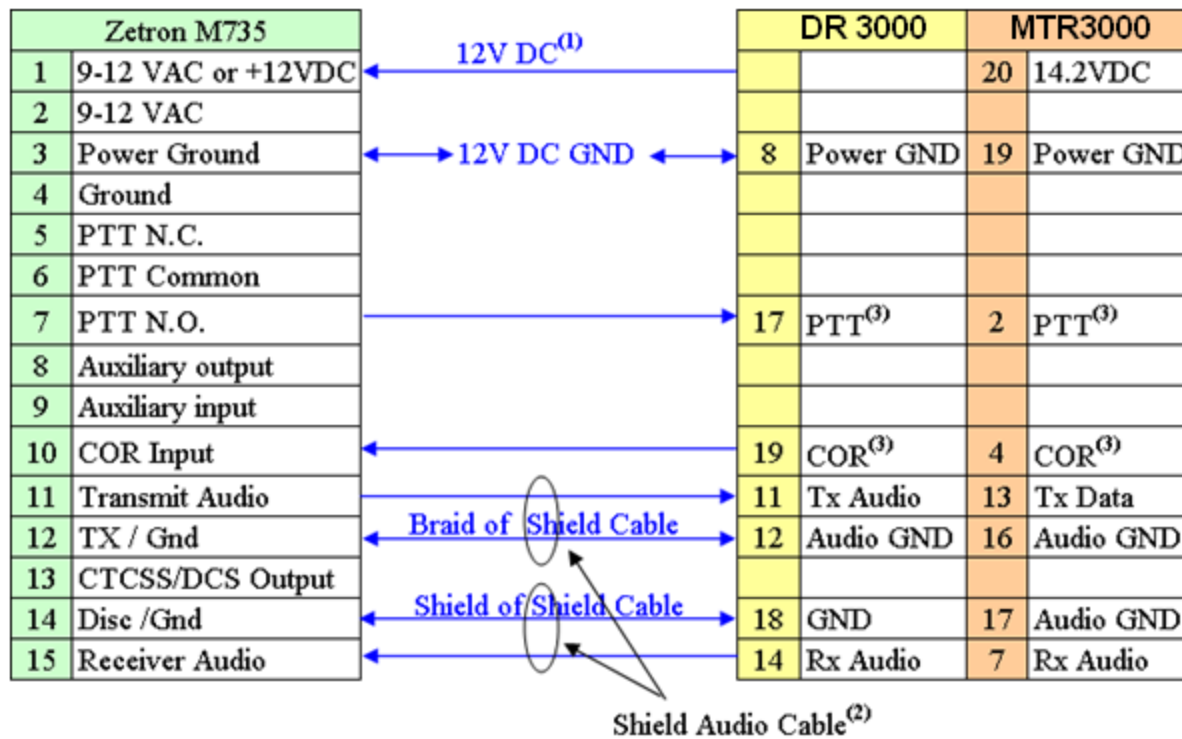 Zetron M735 DR 3000 MTR3000
1 9-12 VAC or +12VDC 12V DC(1) 20 14.2VDC
2 9-12 VAC
3 Power Ground 12V DC GND 8 Power GND 19 Power GND
4 Ground
5 PTT N.C.
6 PTT Common
7 PTT N.O. 17 PTT(3) 2 PTT(3)
8 Auxiliary output
9 Auxiliary input
10 COR Input 19 COR(3) 4 COR(3)
11 Transmit Audio 11 Tx Audio 13 Tx Data
12 TX / Gnd Braid of Shield Cable 12 Audio GND 16 Audio GND
13 CTCSS/DCS Output
14 Disc /Gnd Shield of Shield Cable 18 GND 17 Audio GND
15 Receiver Audio 14 Rx Audio 7 Rx Audio
Shield Audio Cable(2)